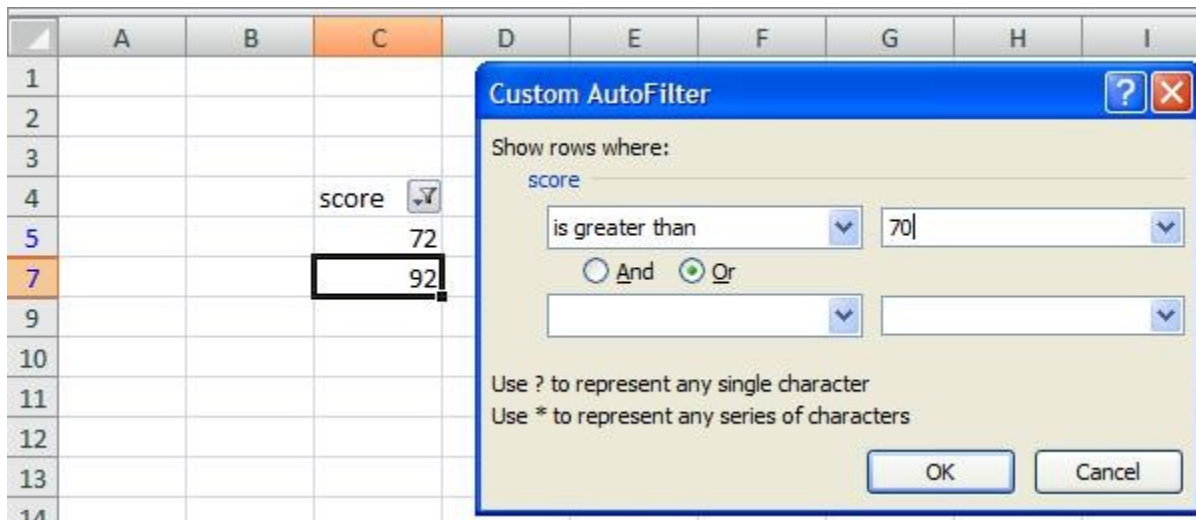 A B C D E F G H I
1
Custom AutoFilter ?
2
3 Show rows where:
4 score score
5 72 is greater than 70
7 92 And Or
9
10
11 Use ? to represent any single character
Use * to represent any series of characters
12
13 OK Cancel
14